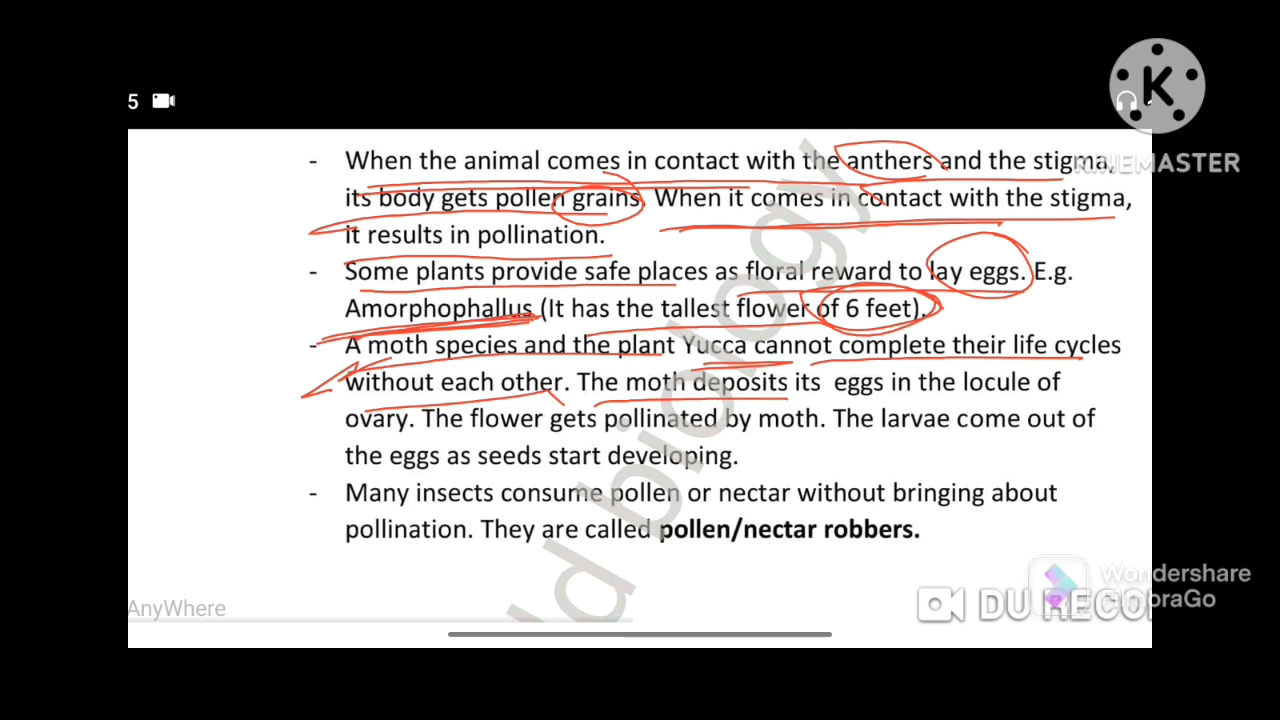 5
KINEMASTER
- When the animal comes in contact with the anthers and the stigma,
its body gets pollen grains. When it comes in contact with the stigma,
it results in pollination.
- Some plants provide safe places as floral reward to lay eggs. E.g.
Amorphophallus (It has the tallest flower of 6 feet).
- A moth species and the plant Yucca cannot complete their life cycles
without each other. The moth deposits its eggs in the locule of
ovary. The flower gets pollinated by moth. The larvae come out of
the eggs as seeds start developing.
- Many insects consume pollen or nectar without bringing about
pollination. They are called pollen/nectar robbers.
d biology
Wondershare
AnyWhere
DU RECO